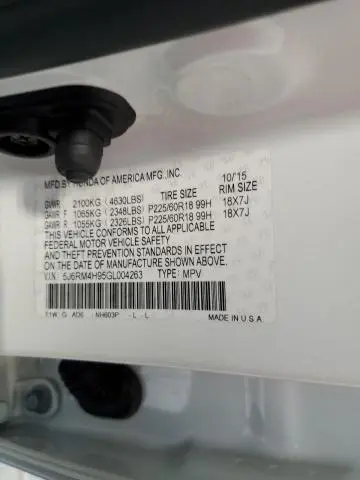 MFD. BY HONDA OF AMERICA MFG., INC. 10/15
TIRE SIZE RIM SIZE
GVWR 2100KG (4630LBS)
GAWR F 1065KG (2348LBS) P225/60R18 99H 18X7J
GAWR R 1055KG (2326LBS) P225/60R18 99H 18X7J
THIS VEHICLE CONFORMS TO ALL APPLICABLE
FEDERAL MOTOR VEHICLE SAFETY
AND THEFT PREVENTION STANDARDS IN EFFECT
ON THE DATE OF MANUFACTURE SHOWN ABOVE.
V.I.N: 5J6RM4H95GL004263 TYPE: MPV
T1W G AD6 NH603P -L -L
MADE IN U.S.A.